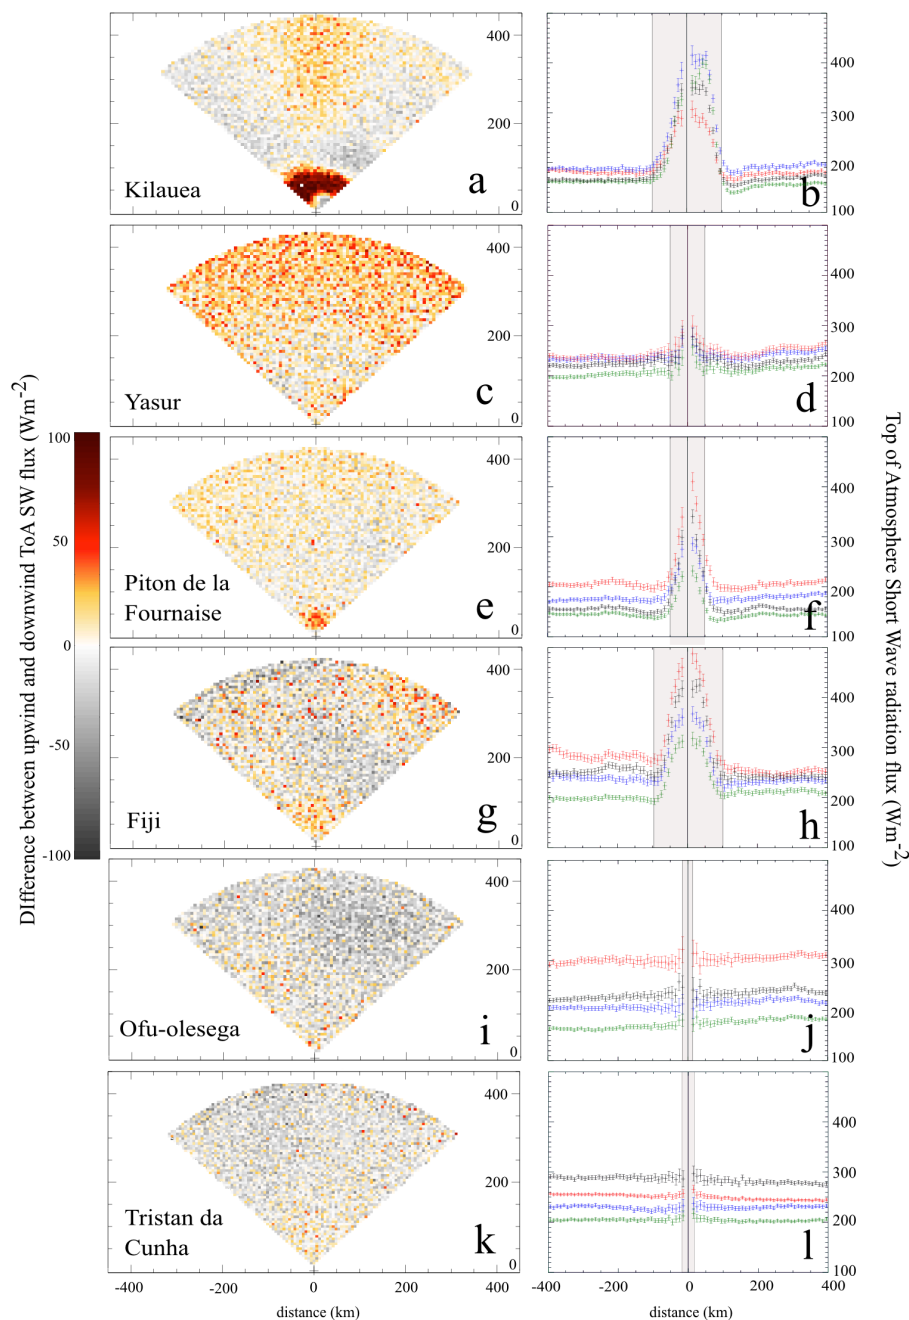 400
200
0
Kilauea
a
400
300
200
100
b
400
200
0
Yasur
c
400
300
200
100
d
400
200
0
Piton de la
Fournaise
e
400
300
200
100
f
400
200
0
Fiji
g
400
300
200
100
h
400
200
0
Ofu-olesega
i
400
300
200
100
j
400
200
0
Tristan da
Cunha
k
400
300
200
100
l
-400
-200
0
200
400
distance (km)
-400
-200
0
200
400
distance (km)
DIfference between upwind and downwind ToA SW flux (Wm-2)
100
50
0
-50
-100
Top of Atmosphere Short Wave radiation flux (Wm-2)